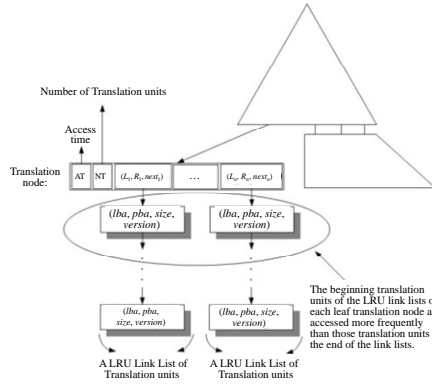 Number of Translation units
Access
time
Translation
node:
AT
NT
(L₁, R₁, next₁)
...
(Lₙ, Rₙ, nextₙ)
(lba, pba, size,
version)
(lba, pba, size,
version)
(lba, pba,
size, version)
(lba, pba,
size, version)
The beginning translation
units of the LRU link lists
each leaf translation node
accessed more frequently
than those translation units
the end of the link lists.
A LRU Link List of
Translation units
A LRU Link List of
Translation units